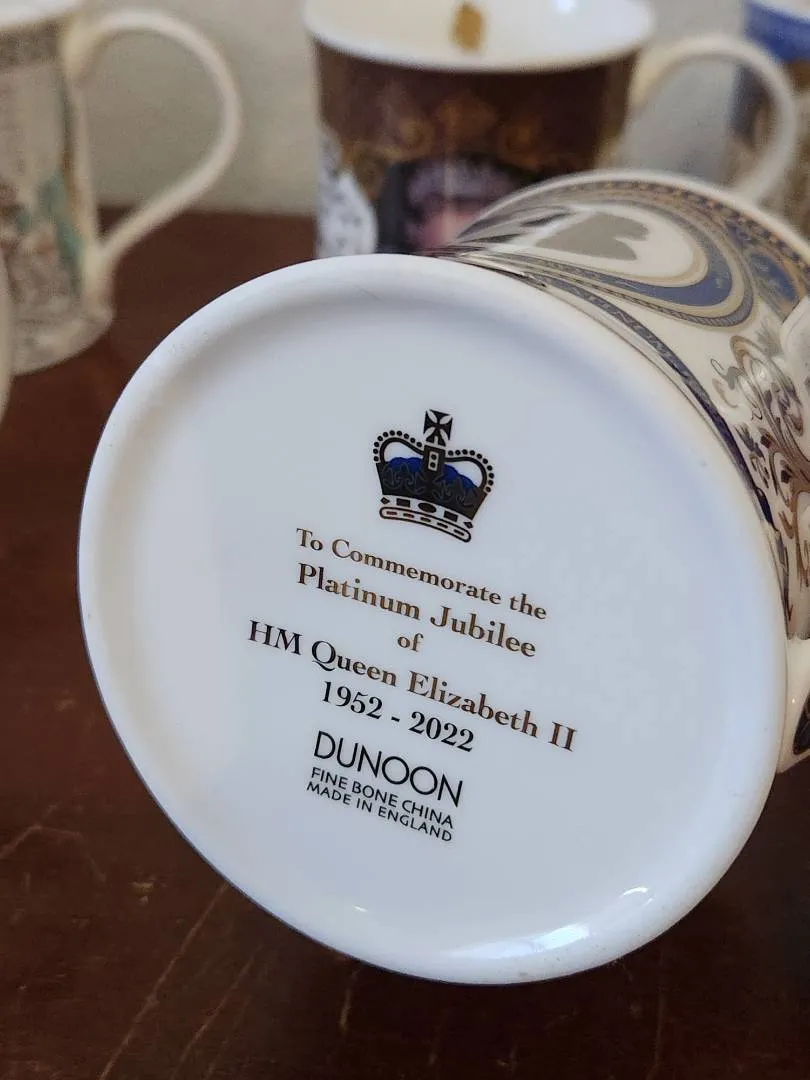 To Commemorate the
Platinum Jubilee
of
HM Queen Elizabeth II
1952 - 2022
DUNOON
FINE BONE CHINA
MADE IN ENGLAND